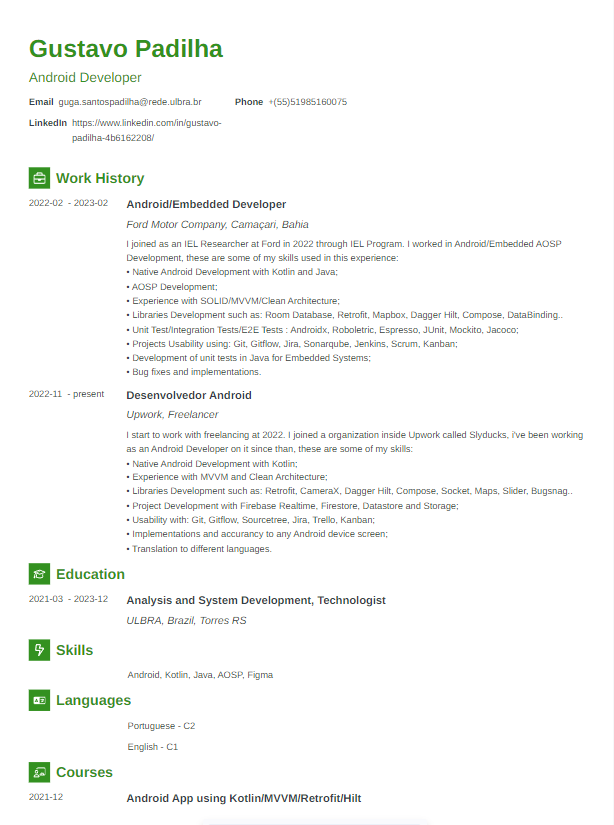 Gustavo Padilha
Android Developer
Email guga.santospadilha@rede.ulbra.br Phone +(55)51985160075
LinkedIn https://www.linkedin.com/in/gustavo-
padilha-4b6162208/
Work History
2022-02 - 2023-02 Android/Embedded Developer
Ford Motor Company, Camaçari, Bahia
I joined as an IEL Researcher at Ford in 2022 through IEL Program. I worked in Android/Embedded AOSP
Development, these are some of my skills used in this experience:
• Native Android Development with Kotlin and Java;
• AOSP Development;
• Experience with SOLID/MVVM/Clean Architecture;
• Libraries Development such as: Room Database, Retrofit, Mapbox, Dagger Hilt, Compose, DataBinding..
• Unit Test/Integration Tests/E2E Tests : Androidx, Roboletric, Espresso, JUnit, Mockito, Jacoco;
• Projects Usability using: Git, Gitflow, Jira, Sonarqube, Jenkins, Scrum, Kanban;
• Development of unit tests in Java for Embedded Systems;
• Bug fixes and implementations.
2022-11 - present Desenvolvedor Android
Upwork, Freelancer
I start to work with freelancing at 2022. I joined a organization inside Upwork called Slyducks, i've been working
as an Android Developer on it since than, these are some of my skills:
• Native Android Development with Kotlin;
• Experience with MVVM and Clean Architecture;
• Libraries Development such as: Retrofit, CameraX, Dagger Hilt, Compose, Socket, Maps, Slider, Bugsnag..
• Project Development with Firebase Realtime, Firestore, Datastore and Storage;
• Usability with: Git, Gitflow, Sourcetree, Jira, Trello, Kanban;
• Implementations and accurancy to any Android device screen;
• Translation to different languages.
Education
2021-03 - 2023-12 Analysis and System Development, Technologist
ULBRA, Brazil, Torres RS
Skills
Android, Kotlin, Java, AOSP, Figma
Languages
Portuguese - C2
English - C1
Courses
2021-12 Android App using Kotlin/MVVM/Retrofit/Hilt